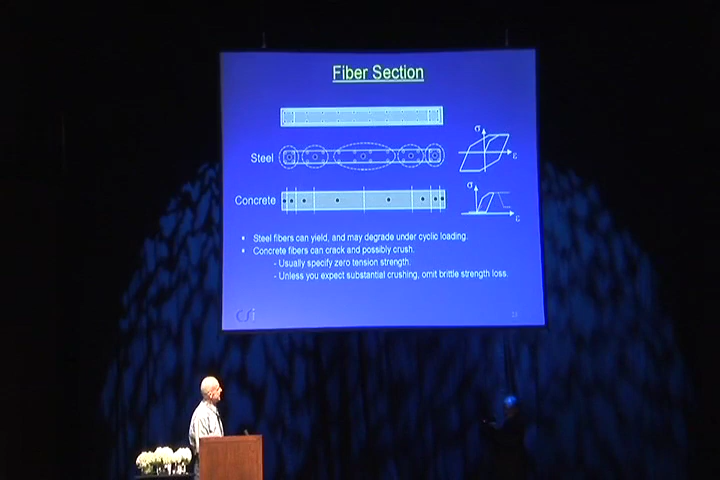 Fiber Section
Steel
σ
ε
Concrete
σ
ε
• Steel fibers can yield, and may degrade under cyclic loading.
• Concrete fibers can crack and possibly crush.
- Usually specify zero tension strength.
- Unless you expect substantial crushing, omit brittle strength loss.
CSi